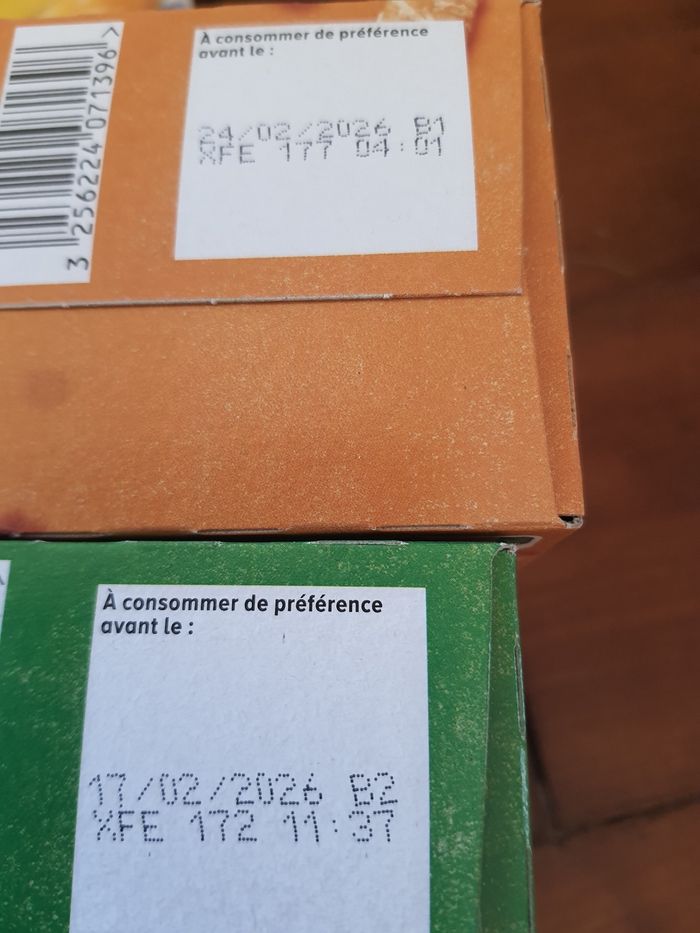 3 256224 071396 >
À consommer de préférence
avant le :
24/02/2026 B1
XFE 177 04:01
À consommer de préférence
avant le :
17/02/2026 B2
XFE 172 11:37